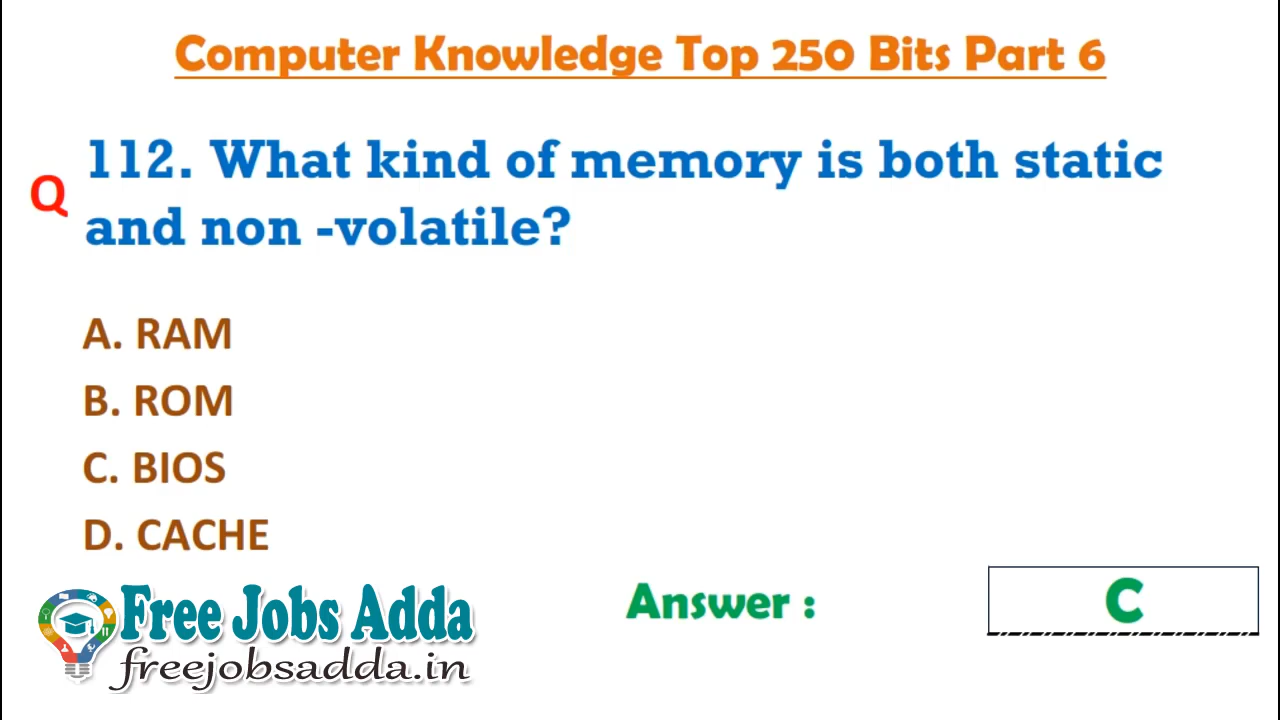 Computer Knowledge Top 250 Bits Part 6
Q
112. What kind of memory is both static
and non -volatile?
A. RAM
B. ROM
C. BIOS
D. CACHE
Free Jobs Adda
freejobsadda.in
Answer :
C